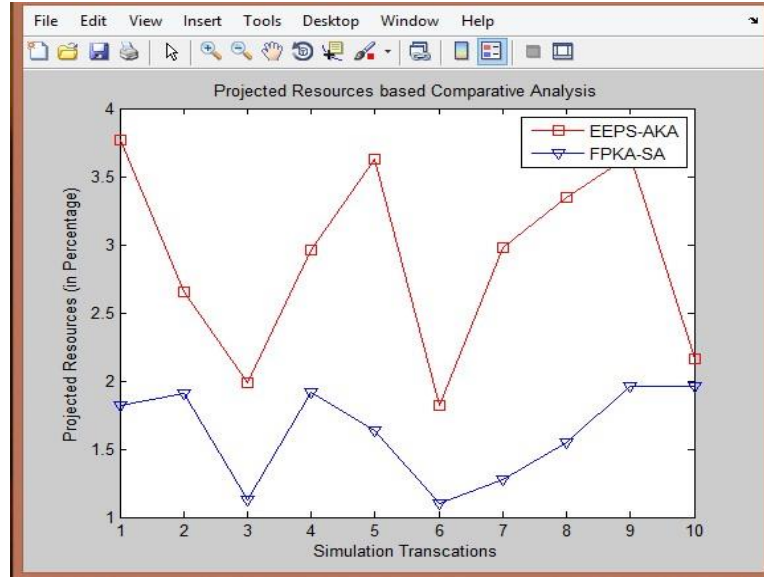 File Edit View Insert Tools Desktop Window Help
Projected Resources based Comparative Analysis
EEPS-AKA
FPKA-SA
4
3.5
3
2.5
2
1.5
1
Projected Resources (in Percentage)
1 2 3 4 5 6 7 8 9 10
Simulation Transcations